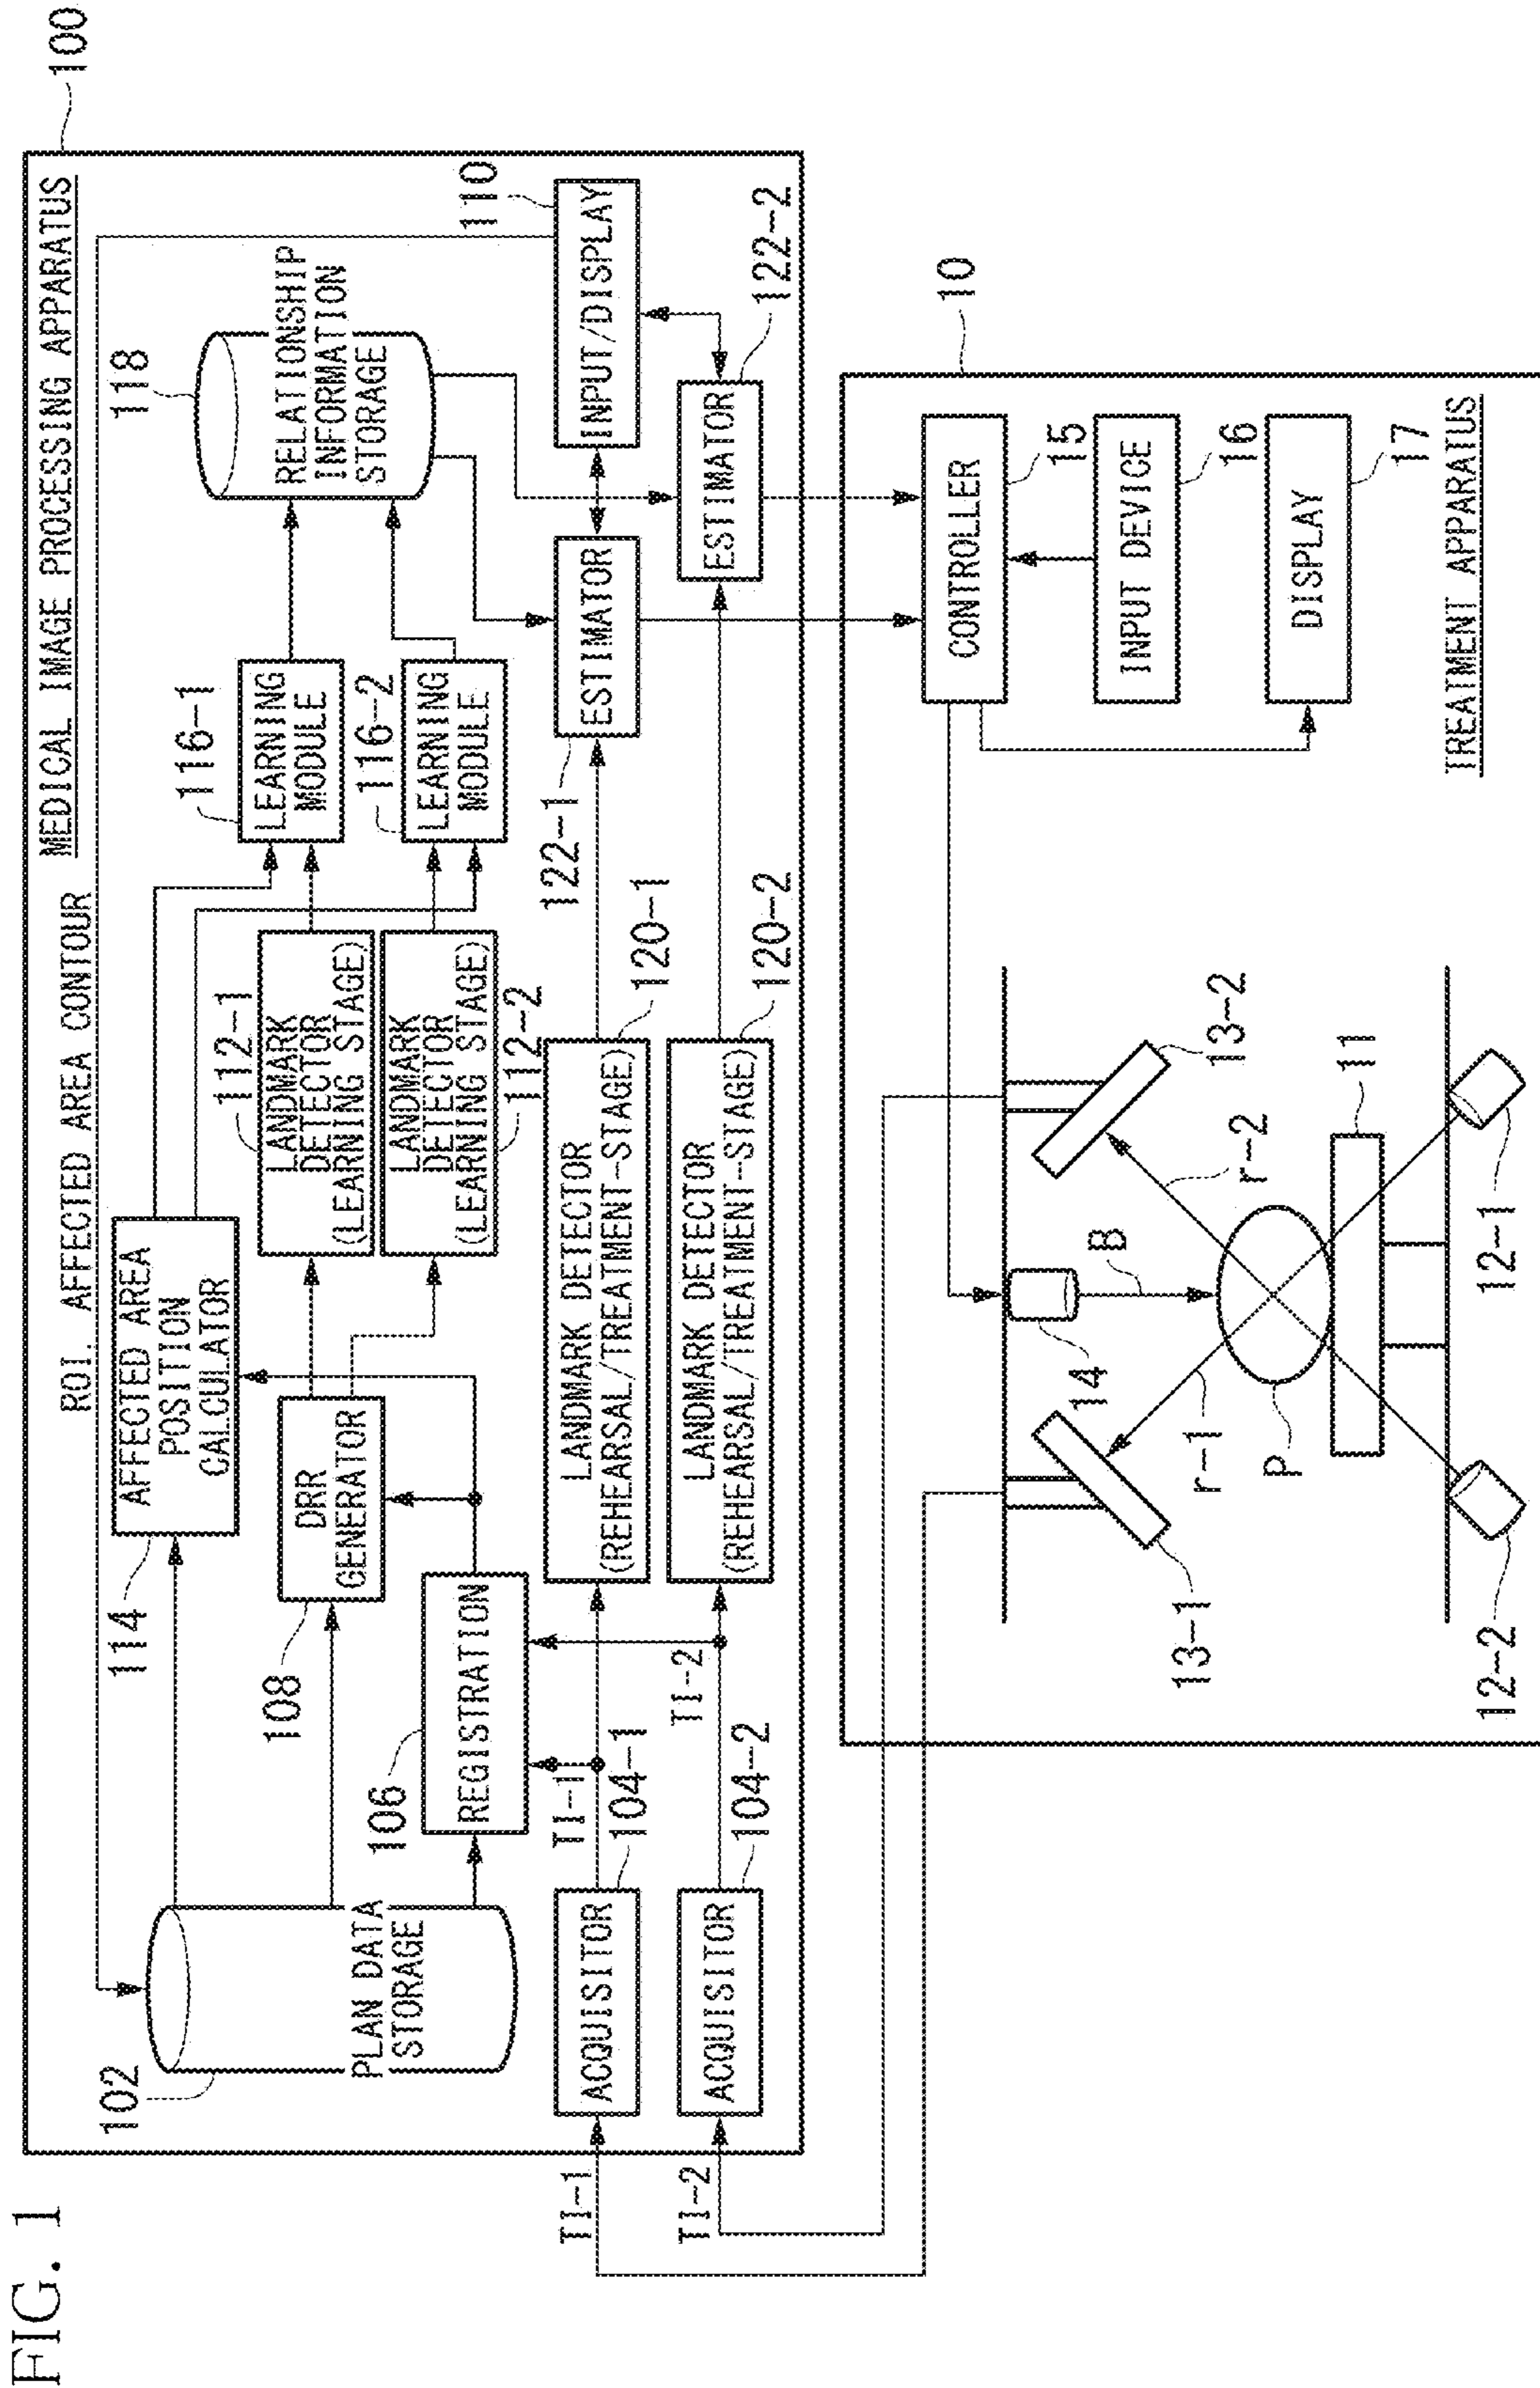 FIG. 1
100
MEDICAL IMAGE PROCESSING APPARATUS
ROI, AFFECTED AREA CONTOUR
102
PLAN DATA
STORAGE
114
AFFECTED AREA
POSITION
CALCULATOR
108
DRR
GENERATOR
106
REGISTRATION
112-1
LANDMARK
DETECTOR
(LEARNING STAGE)
LANDMARK
DETECTOR
(LEARNING STAGE)
112-2
116-1
LEARNING
MODULE
116-2
LEARNING
MODULE
118
RELATIONSHIP
INFORMATION
STORAGE
110
INPUT/DISPLAY
TI-1
ACQUISITOR
104-1
TI-1
LANDMARK DETECTOR
(REHEARSAL/TREATMENT-STAGE)
120-1
122-1
ESTIMATOR
TI-2
ACQUISITOR
104-2
TI-2
LANDMARK DETECTOR
(REHEARSAL/TREATMENT-STAGE)
120-2
ESTIMATOR
122-2
10
CONTROLLER
15
INPUT DEVICE
16
DISPLAY
17
TREATMENT APPARATUS
13-1
14
B
13-2
r-1
r-2
P
11
12-2
12-1